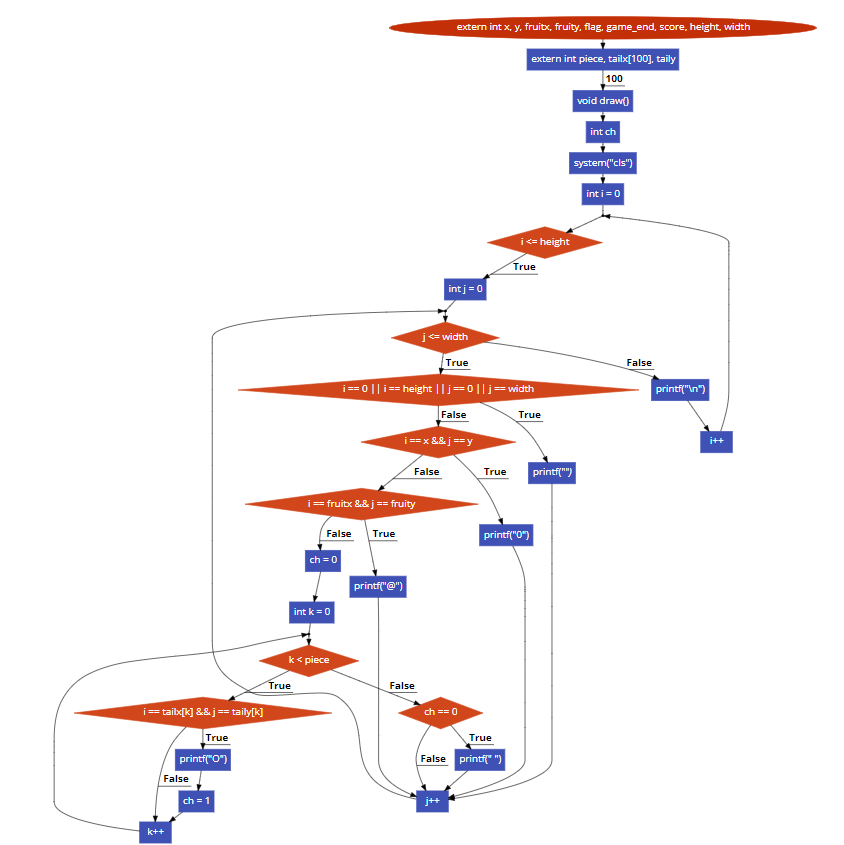 extern int x, y, fruitx, fruity, flag, game_end, score, height, width
extern int piece, tailx[100], taily
100
void draw()
int ch
system("cls")
int i = 0
i <= height
True
int j = 0
j <= width
True
False
i == 0 || i == height || j == 0 || j == width
printf("\n")
False
True
i == x && j == y
i++
False
True
printf("")
i == fruitx && j == fruity
False
True
printf("0")
ch = 0
printf("@")
int k = 0
k < piece
True
False
i == tailx[k] && j == taily[k]
ch == 0
True
True
printf("O")
False
printf(" ")
False
ch = 1
j++
k++